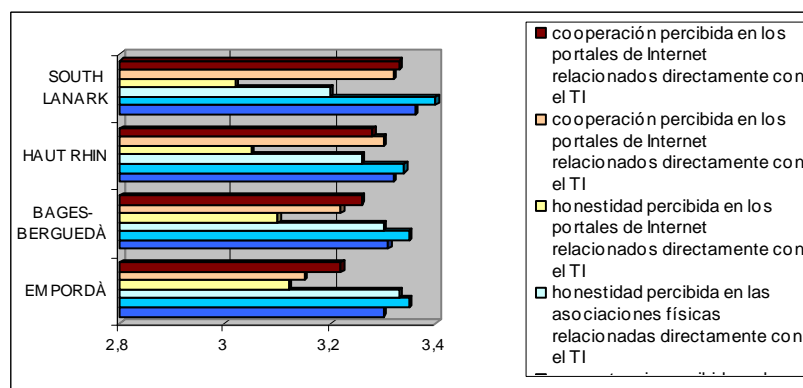 SOUTH
LANARK
HAUT RHIN
BAGES-
BERGUEDÀ
EMPORDÀ
2,8
3
3,2
3,4
cooperación percibida en los
portales de Internet
relacionados directamente con
el TI
cooperación percibida en los
portales de Internet
relacionados directamente con
el TI
honestidad percibida en los
portales de Internet
relacionados directamente con
el TI
honestidad percibida en las
asociaciones físicas
relacionadas directamente con
el TI